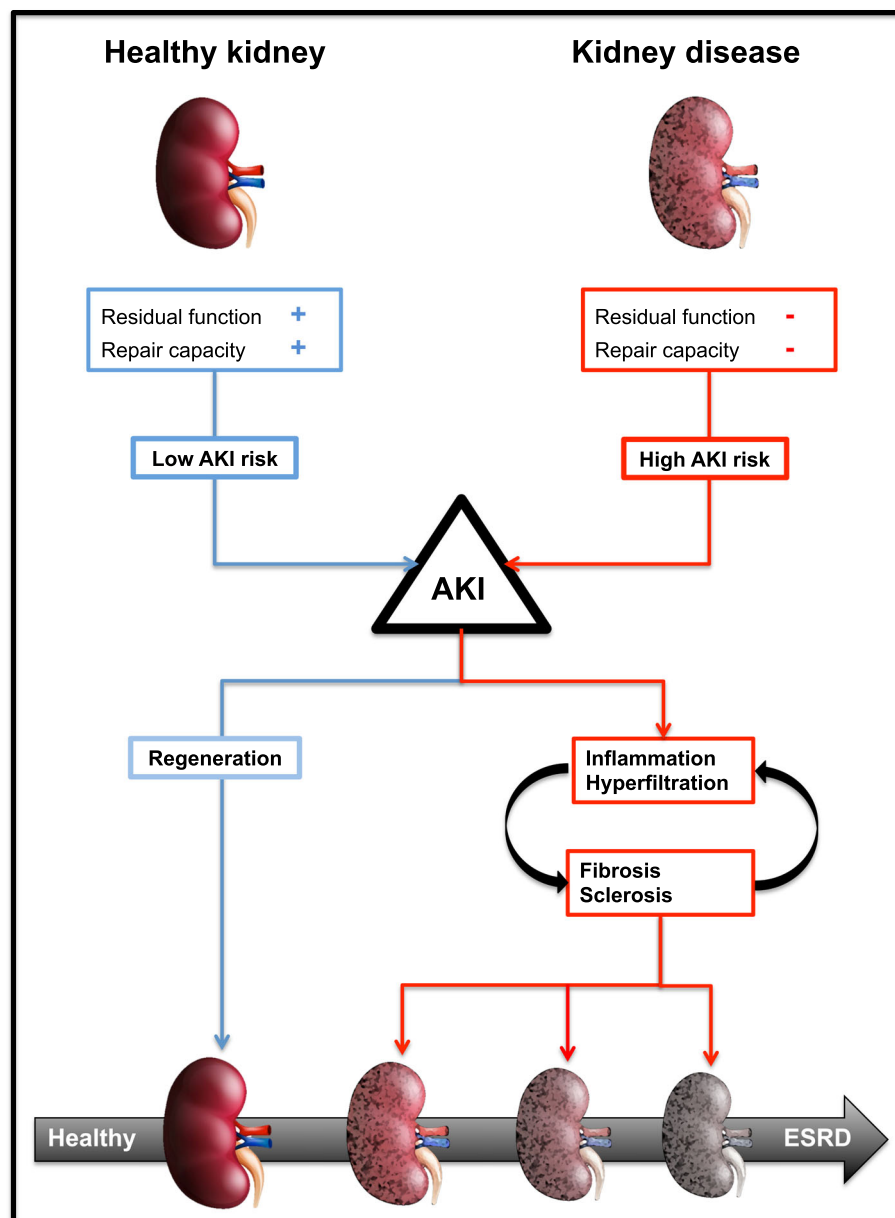 Healthy kidney
Kidney disease
Residual function +
Repair capacity +
Residual function -
Repair capacity -
Low AKI risk
High AKI risk
AKI
Regeneration
Inflammation
Hyperfiltration
Fibrosis
Sclerosis
Healthy
ESRD